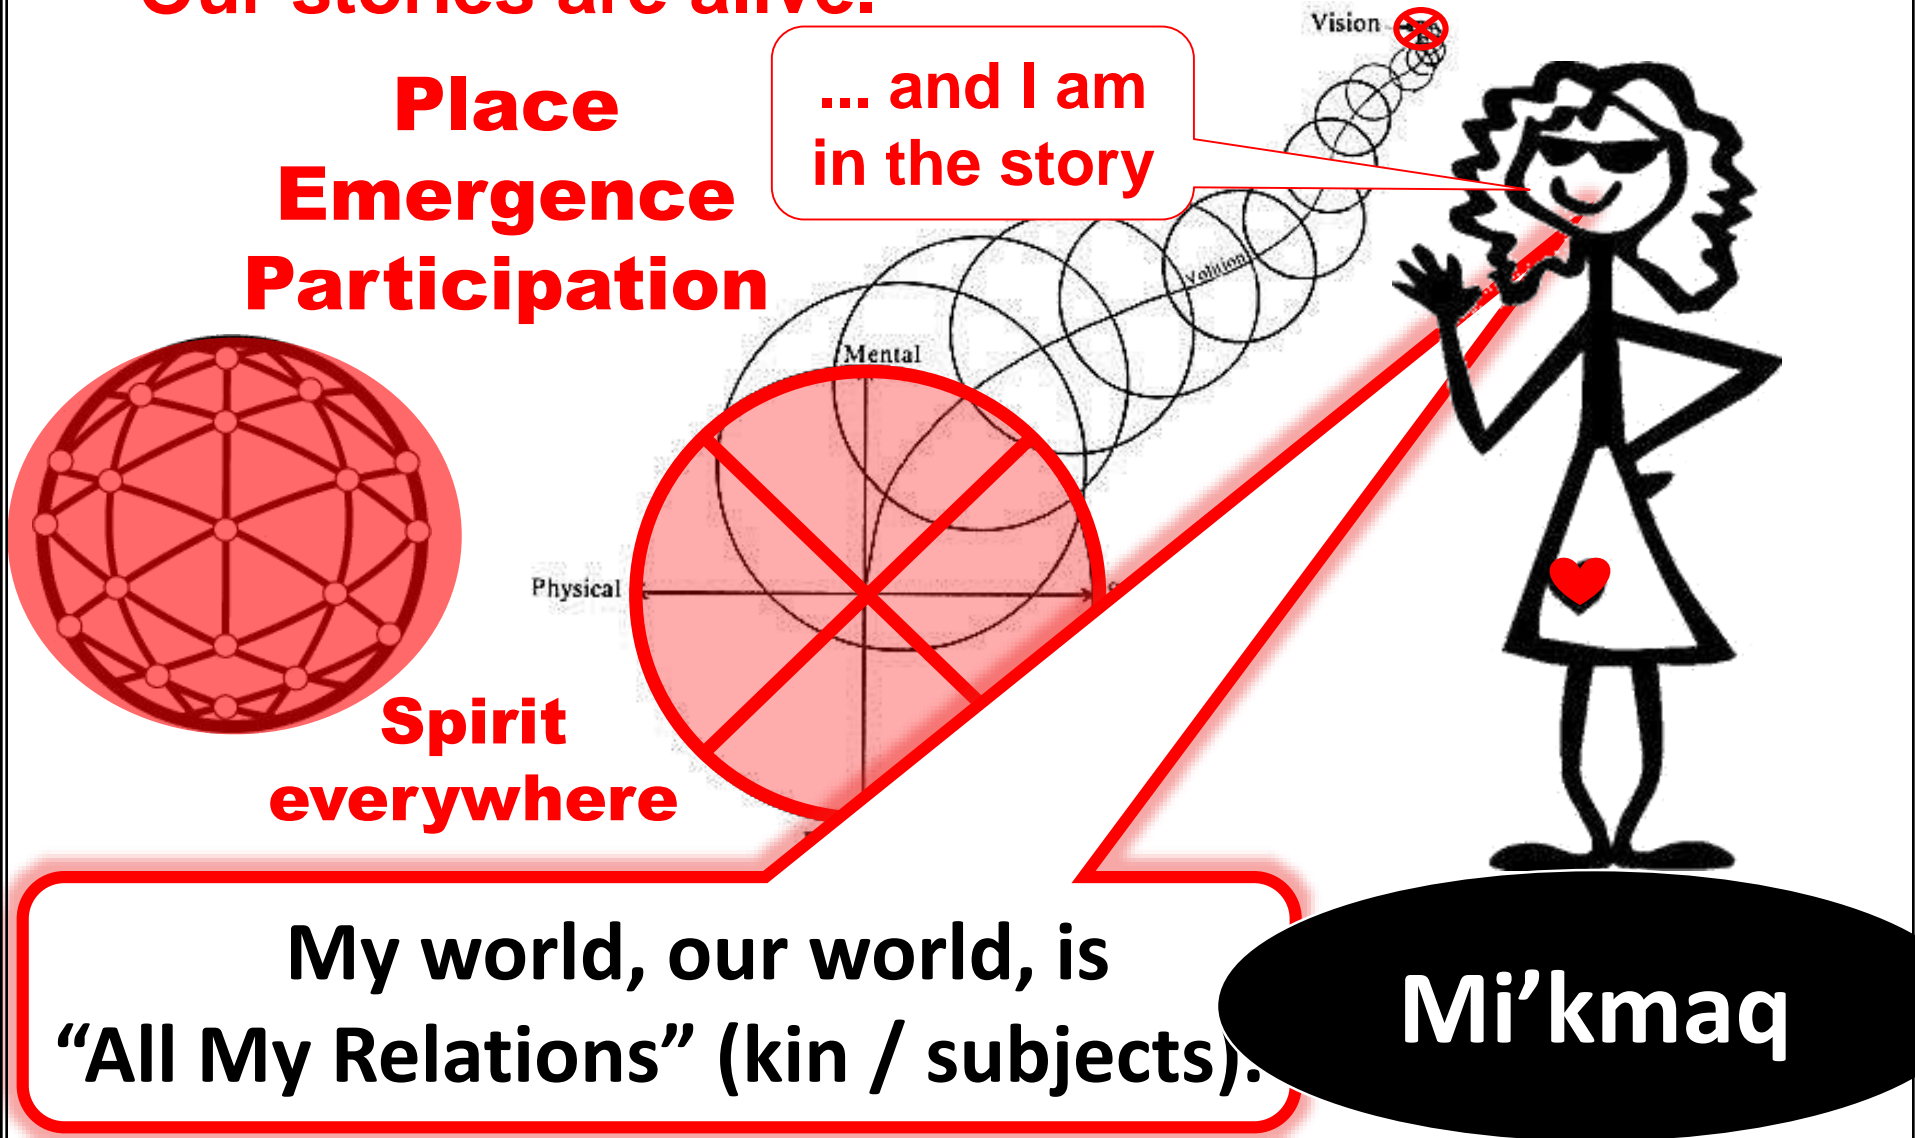 Our stories are alive.
Vision
... and I am
in the story
Place
Emergence
Participation
Volition
Mental
Physical
Spirit
everywhere
My world, our world, is
“All My Relations” (kin / subjects).
Mi’kmaq